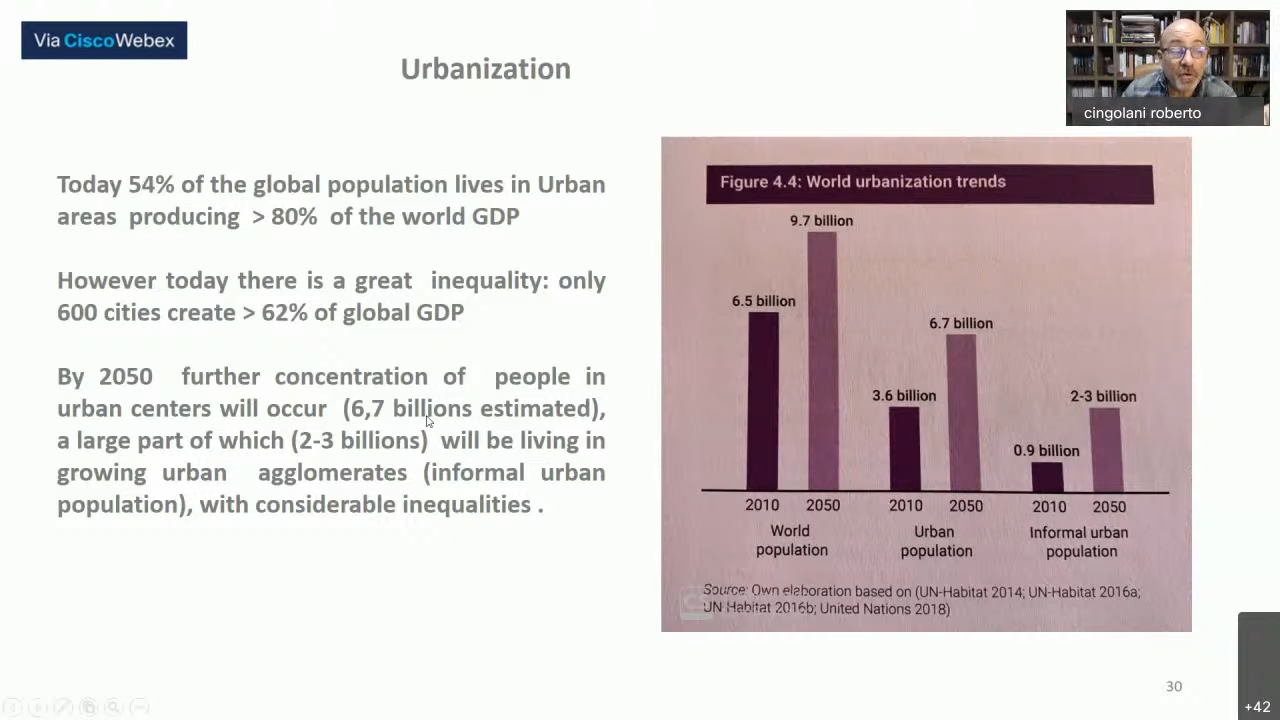 Via CiscoWebex
Urbanization
cingolani roberto
Today 54% of the global population lives in Urban
areas producing > 80% of the world GDP
However today there is a great inequality: only
600 cities create > 62% of global GDP
By 2050 further concentration of people in
urban centers will occur (6,7 billions estimated),
a large part of which (2-3 billions) will be living in
growing urban agglomerates (informal urban
population), with considerable inequalities .
Figure 4.4: World urbanization trends
9.7 billion
6.5 billion
6.7 billion
3.6 billion
2-3 billion
0.9 billion
2010 2050 2010 2050 2010 2050
World Urban Informal urban
population population population
Source: Own elaboration based on (UN-Habitat 2014; UN-Habitat 2016a;
UN Habitat 2016b; United Nations 2018)
30
+42